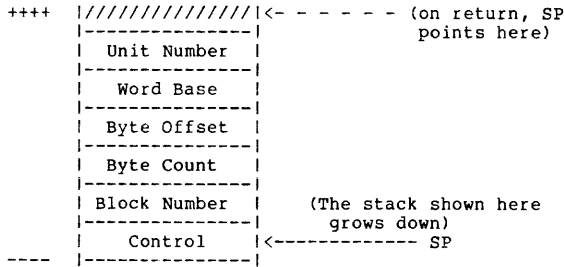 ++++ |///////////////|<- - - - - - (on return, SP
|---------------| points here)
| Unit Number |
|---------------|
| Word Base |
|---------------|
| Byte Offset |
|---------------|
| Byte Count |
|---------------|
| Block Number | (The stack shown here
|---------------| grows down)
| Control |<------------- SP
---- |---------------|